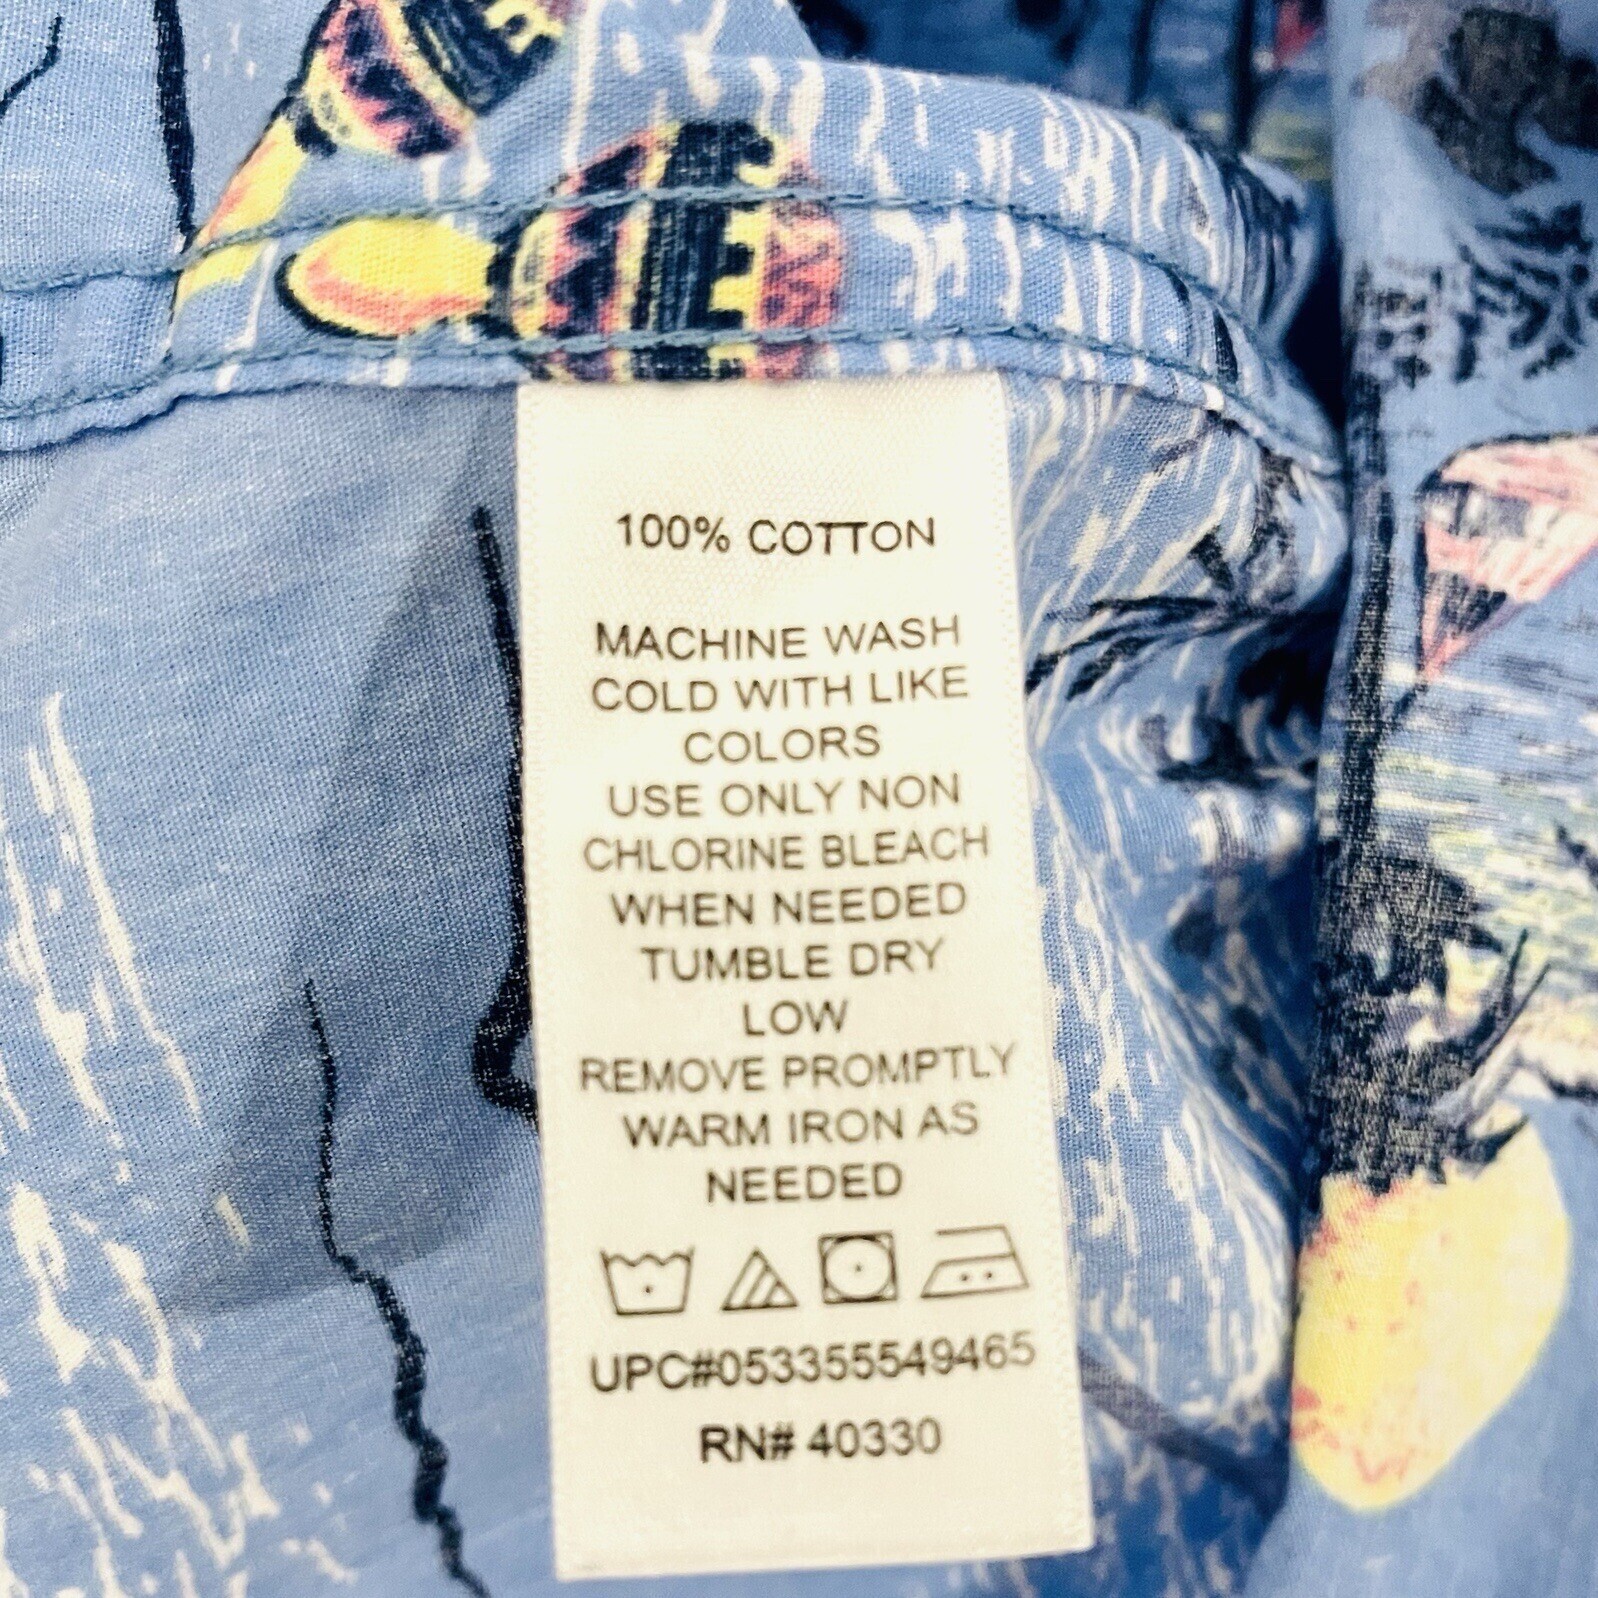 100% COTTON
MACHINE WASH
COLD WITH LIKE
COLORS
USE ONLY NON
CHLORINE BLEACH
WHEN NEEDED
TUMBLE DRY
LOW
REMOVE PROMPTLY
WARM IRON AS
NEEDED
UPC#053355549465
RN# 40330